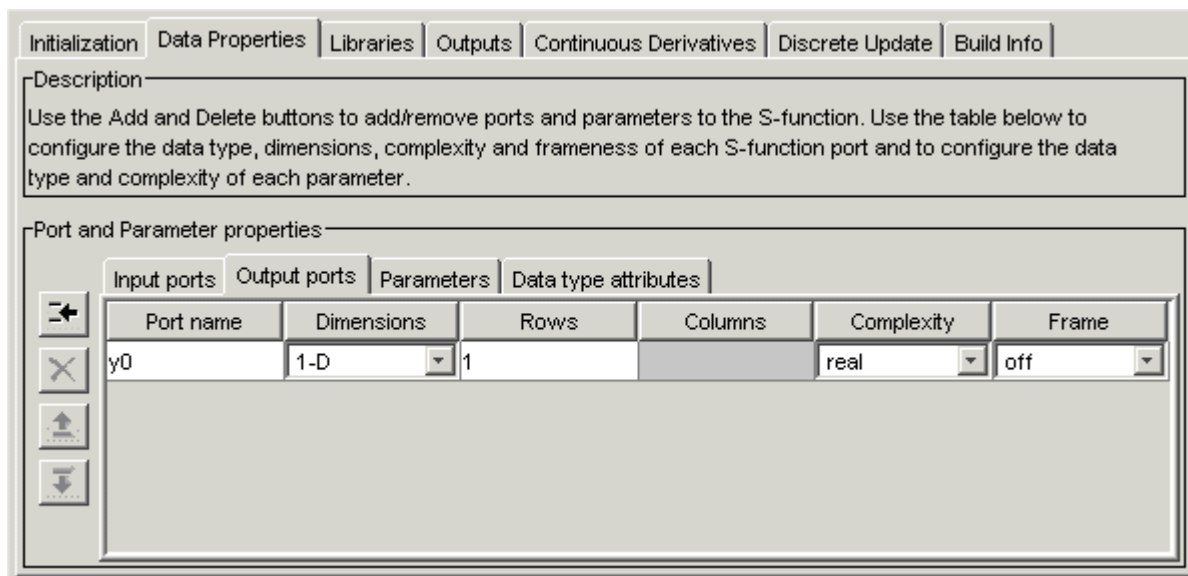 Initialization Data Properties Libraries Outputs Continuous Derivatives Discrete Update Build Info
Description
Use the Add and Delete buttons to add/remove ports and parameters to the S-function. Use the table below to
configure the data type, dimensions, complexity and frameness of each S-function port and to configure the data
type and complexity of each parameter.
Port and Parameter properties
Input ports Output ports Parameters Data type attributes
Port name Dimensions Rows Columns Complexity Frame
y0 1-D 1 real off